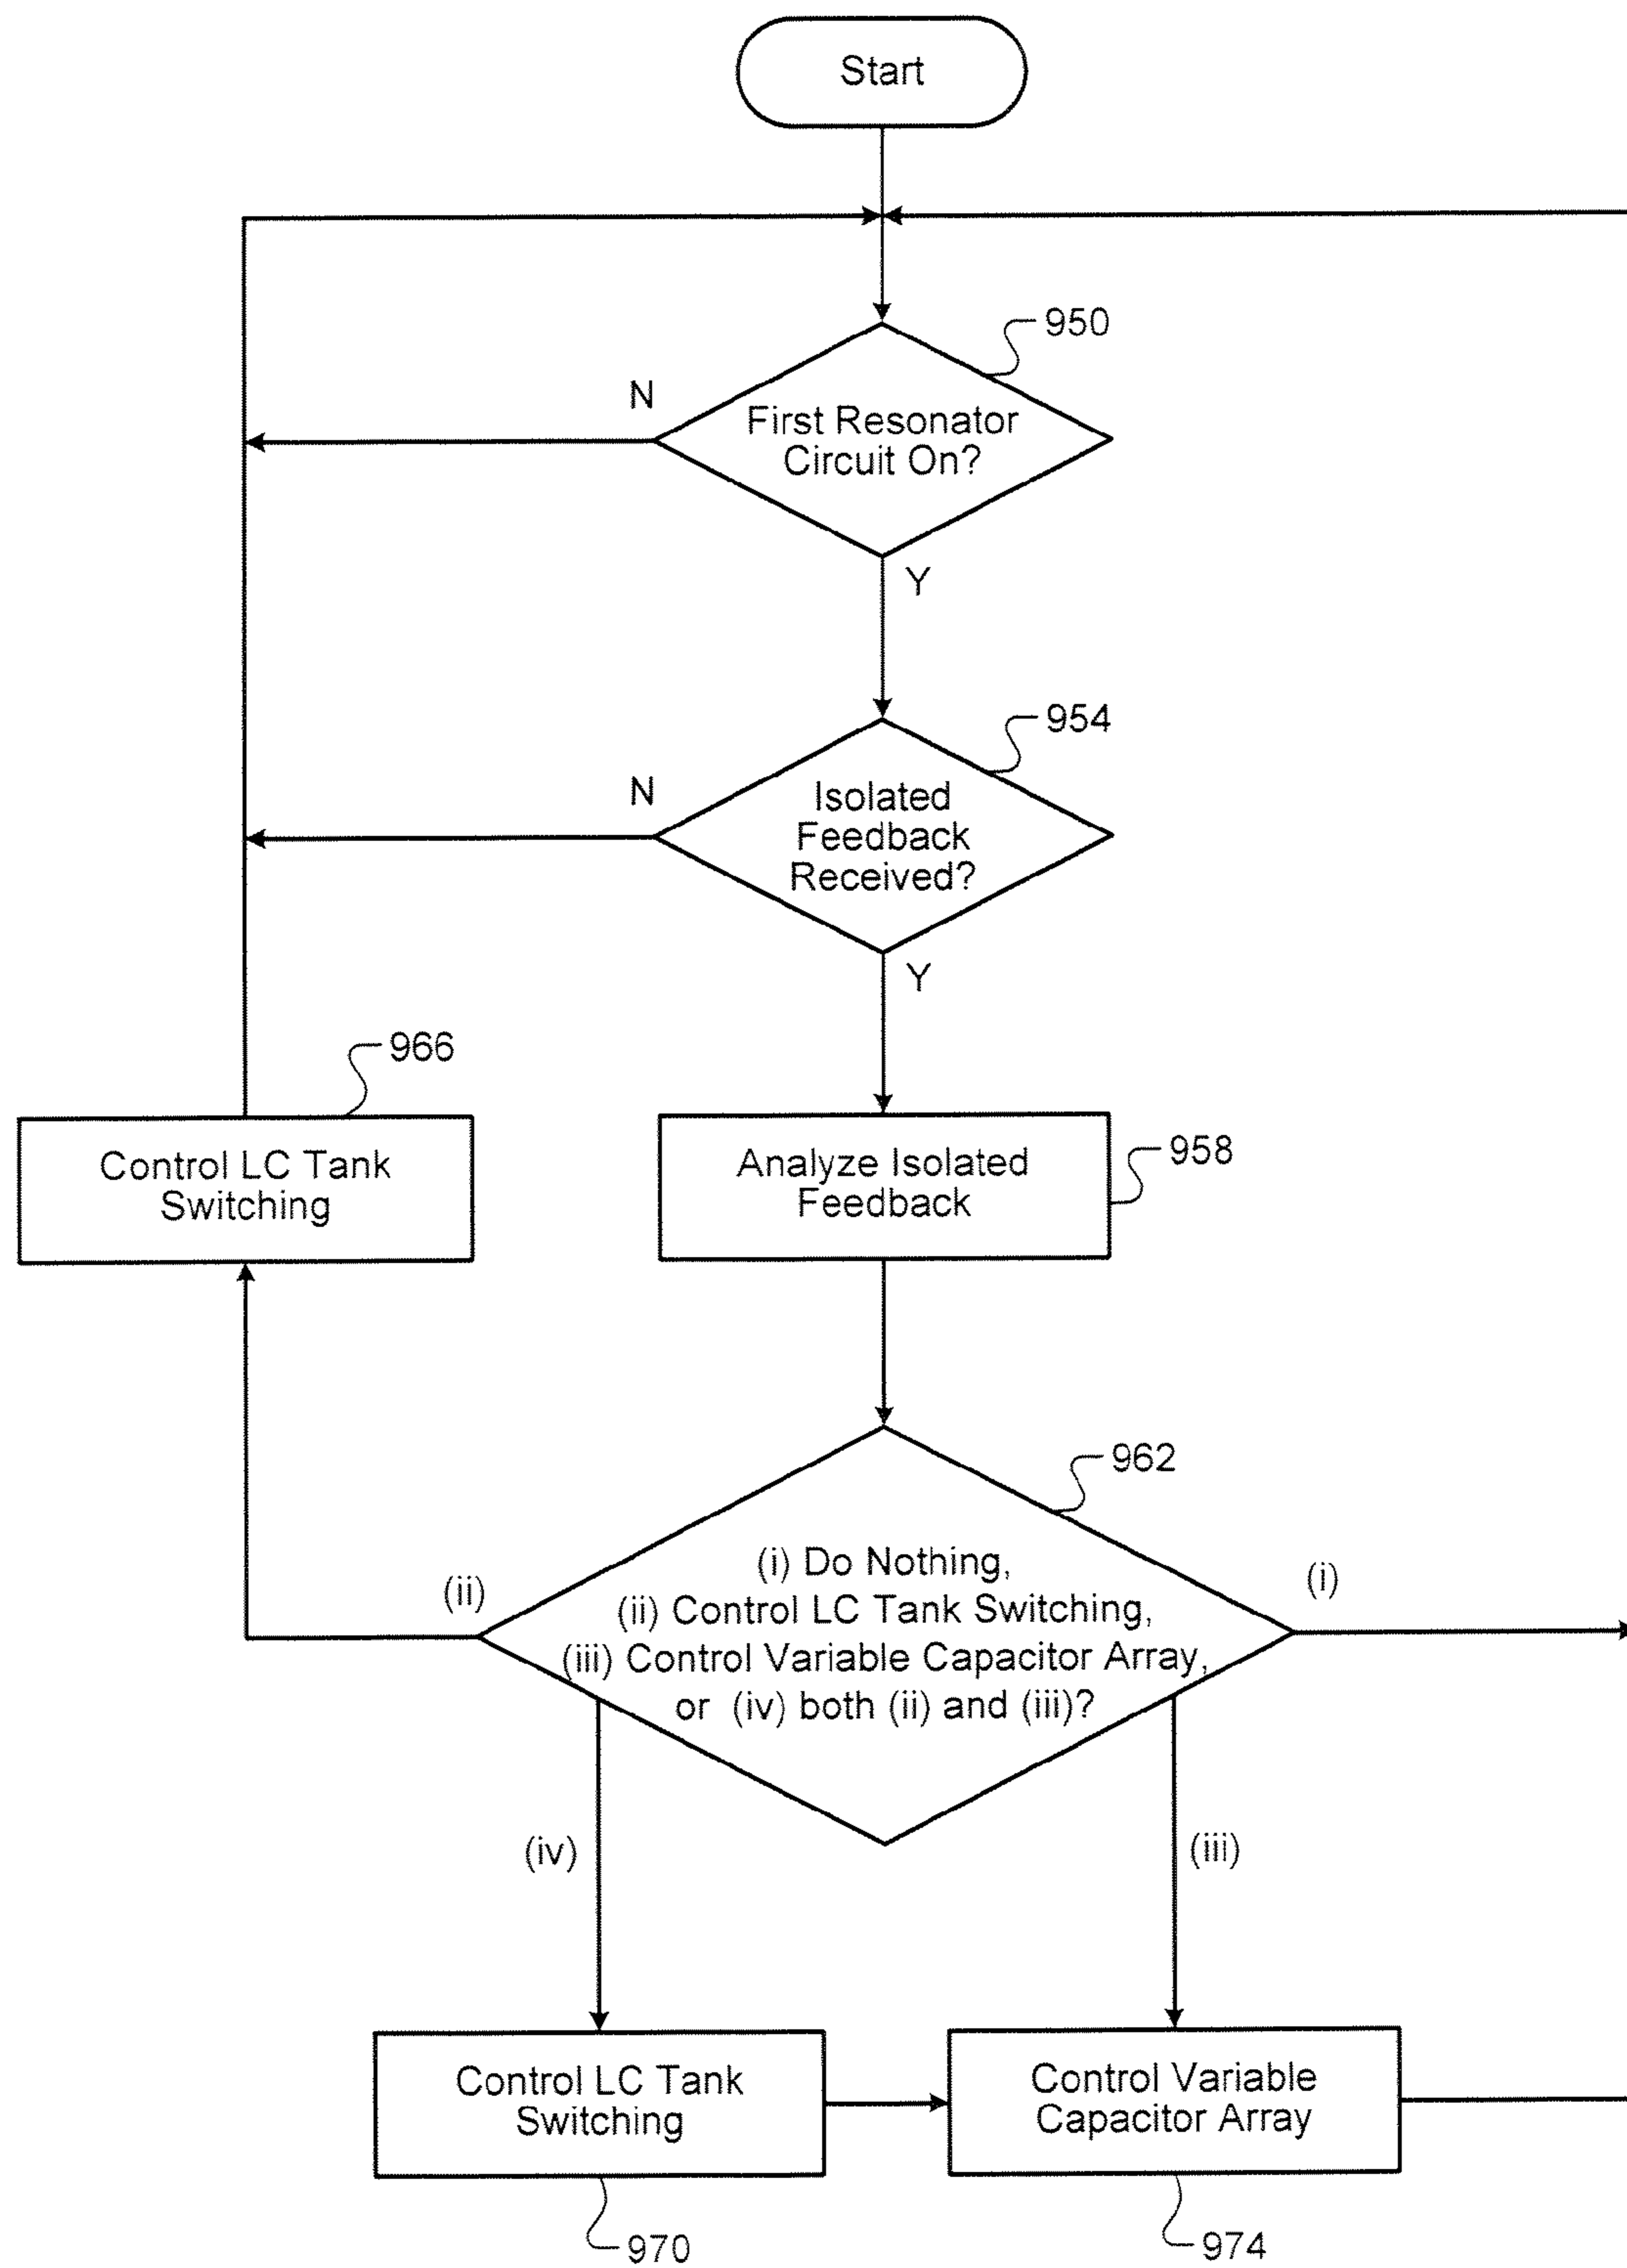 Start
950
N
First Resonator
Circuit On?
Y
954
N
Isolated
Feedback
Received?
Y
966
Control LC Tank
Switching
Analyze Isolated
Feedback
958
962
(ii)
(i) Do Nothing,
(ii) Control LC Tank Switching,
(iii) Control Variable Capacitor Array,
or (iv) both (ii) and (iii)?
(i)
(iv)
(iii)
Control LC Tank
Switching
Control Variable
Capacitor Array
970
974